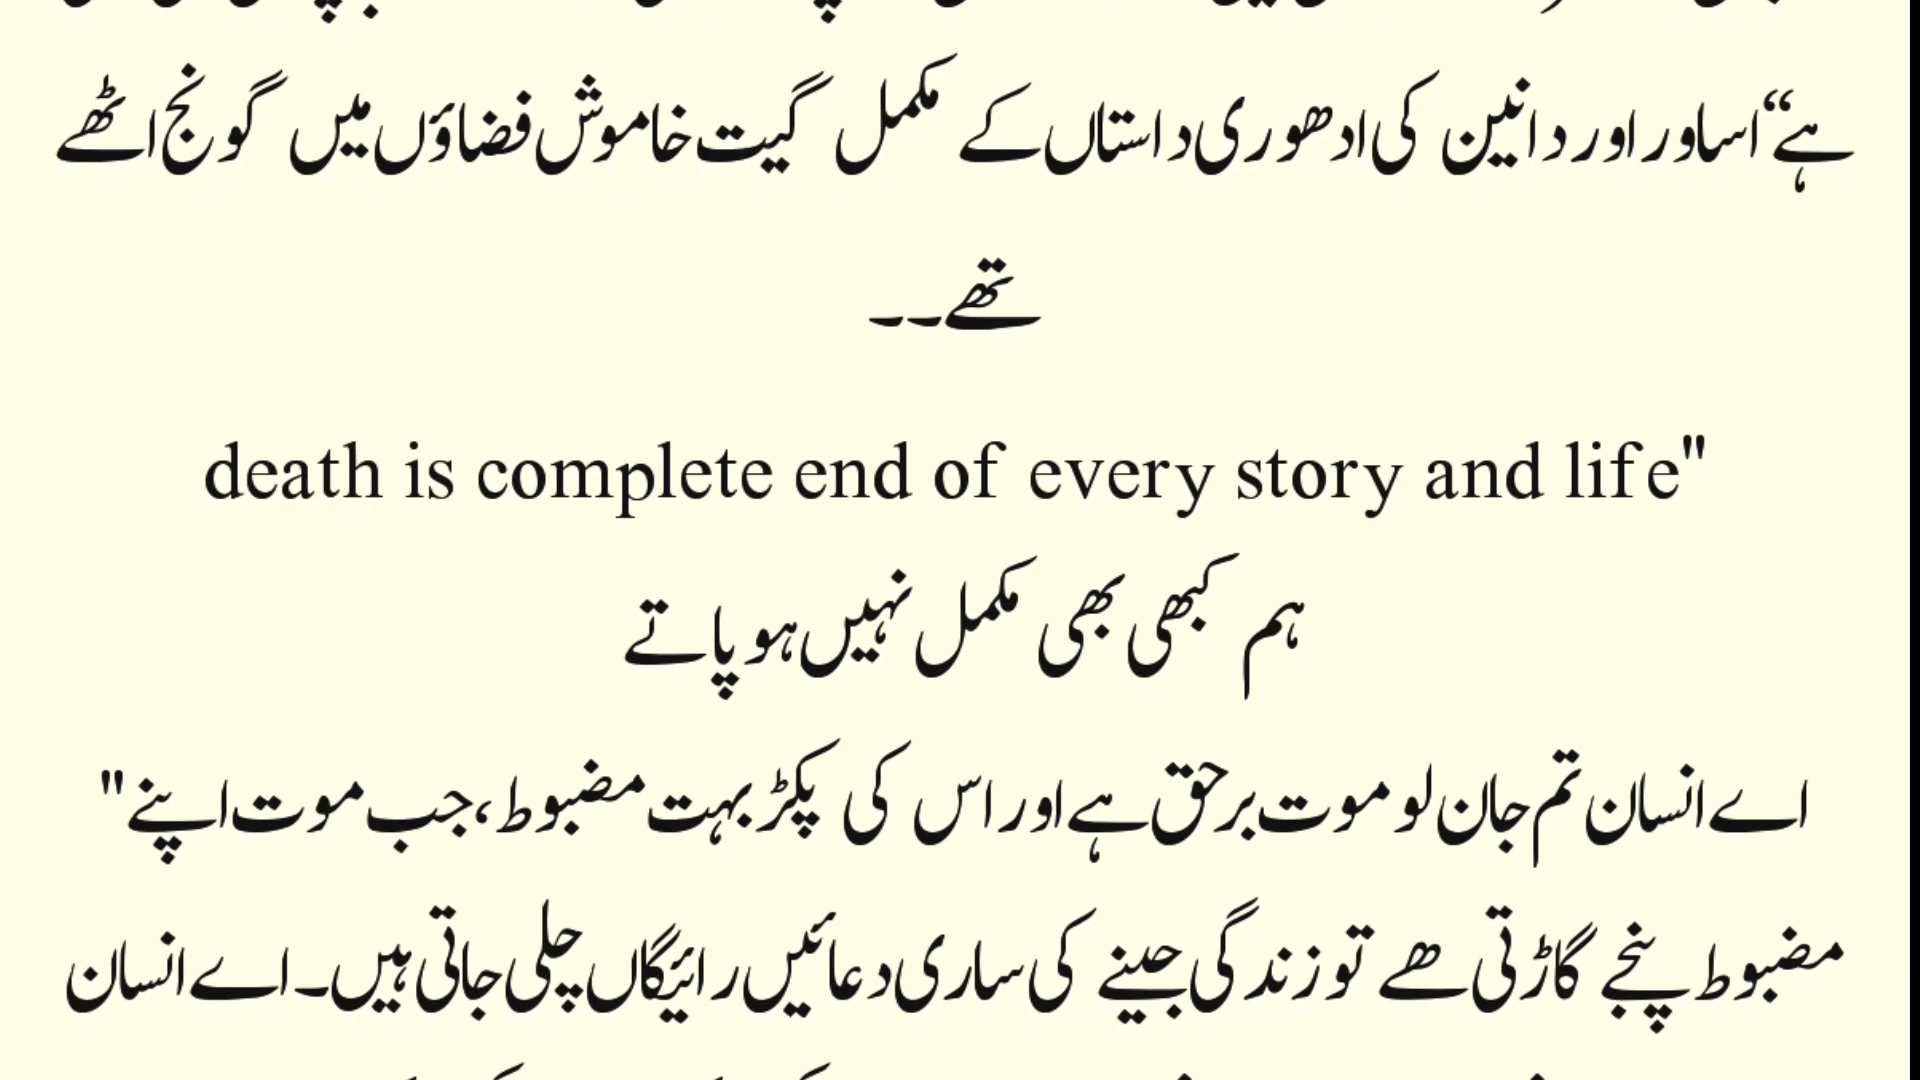 ہے“اساور اور دانین کی ادھوری داستاں کے مکمل گیت خاموش فضاؤں میں گونج اٹھے
تھے۔۔
death is complete end of every story and life"
ہم کبھی بھی مکمل نہیں ہو پاتے
اے انسان تم جان لو موت برحق ہے اور اس کی پکڑ بہت مضبوط، جب موت اپنے"
مضبوط پنجے گاڑتی ھے تو زندگی جینے کی ساری دعائیں رائیگاں چلی جاتی ہیں۔ اے انسان